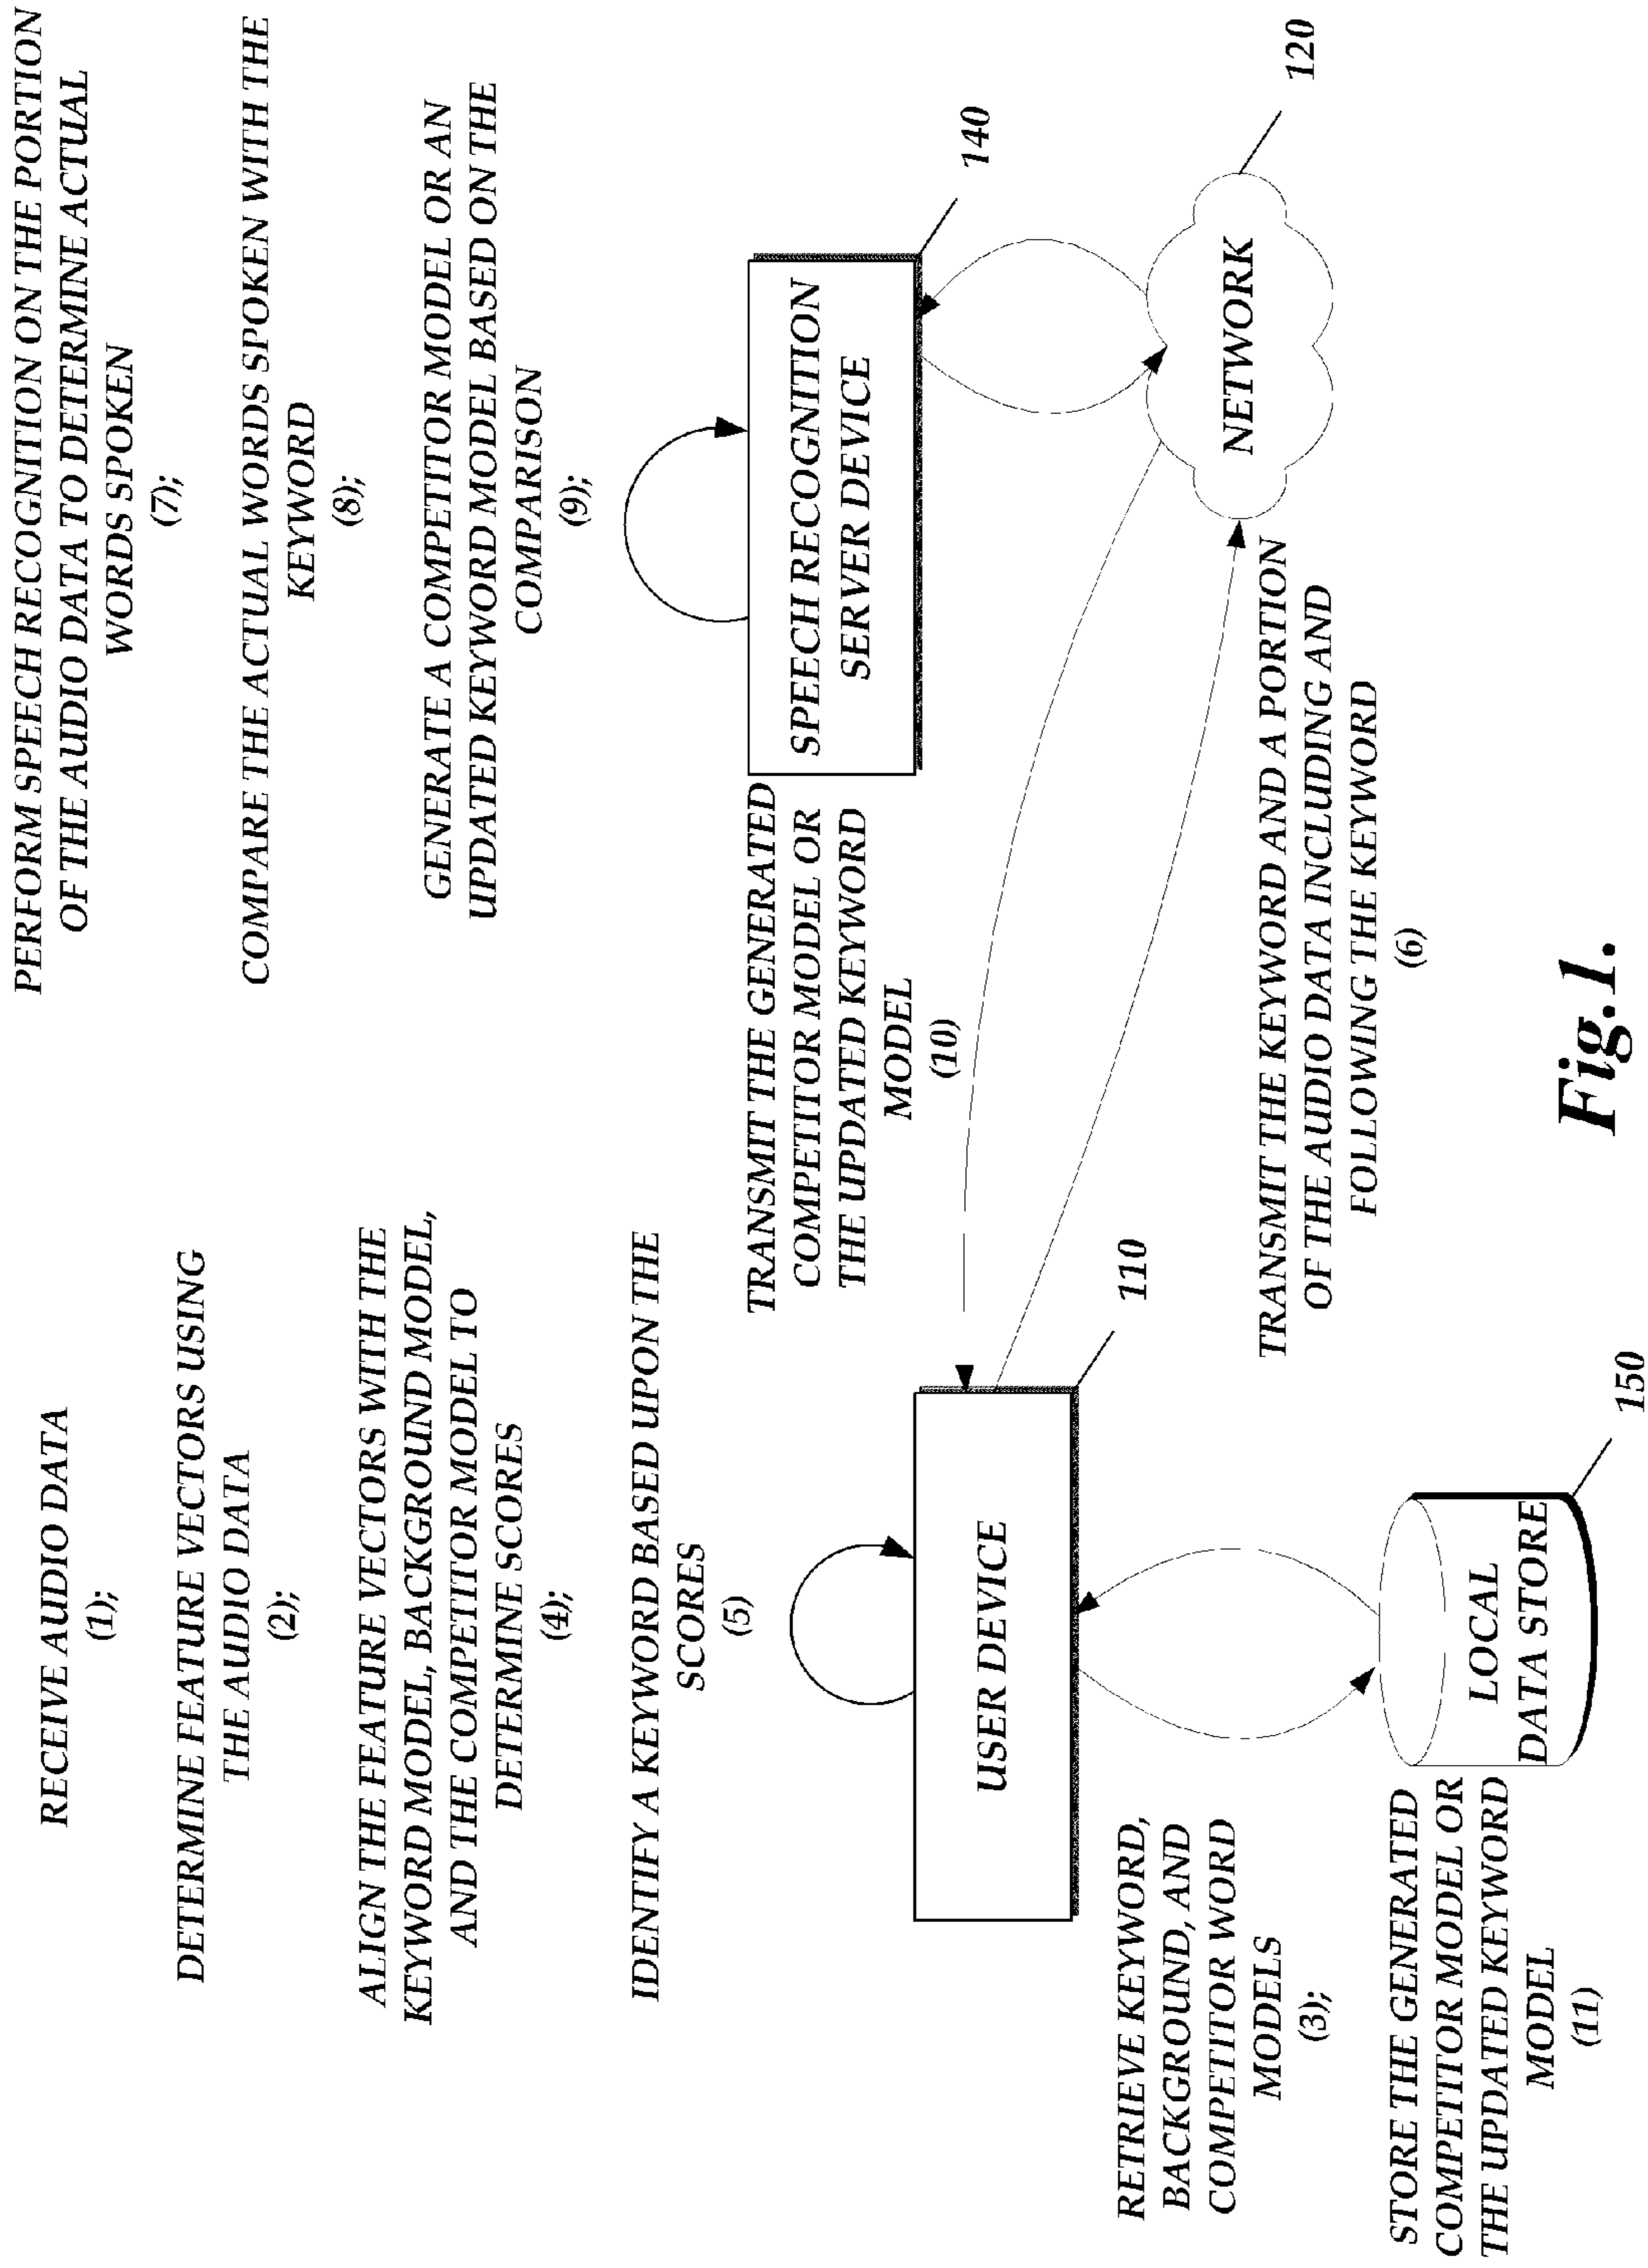 RECEIVE AUDIO DATA
(1);
DETERMINE FEATURE VECTORS USING
THE AUDIO DATA
(2);
ALIGN THE FEATURE VECTORS WITH THE
KEYWORD MODEL, BACKGROUND MODEL,
AND THE COMPETITOR MODEL TO
DETERMINE SCORES
(4);
IDENTIFY A KEYWORD BASED UPON THE
SCORES
(5)
USER DEVICE
110
RETRIEVE KEYWORD,
BACKGROUND, AND
COMPETITOR WORD
MODELS
(3);
STORE THE GENERATED
COMPETITOR MODEL OR
THE UPDATED KEYWORD
MODEL
(11)
LOCAL
DATA STORE
150
PERFORM SPEECH RECOGNITION ON THE PORTION
OF THE AUDIO DATA TO DETERMINE ACTUAL
WORDS SPOKEN
(7);
COMPARE THE ACTUAL WORDS SPOKEN WITH THE
KEYWORD
(8);
GENERATE A COMPETITOR MODEL OR AN
UPDATED KEYWORD MODEL BASED ON THE
COMPARISON
(9);
SPEECH RECOGNITION
SERVER DEVICE
140
TRANSMIT THE GENERATED
COMPETITOR MODEL OR
THE UPDATED KEYWORD
MODEL
(10)
NETWORK
120
TRANSMIT THE KEYWORD AND A PORTION
OF THE AUDIO DATA INCLUDING AND
FOLLOWING THE KEYWORD
(6)
Fig.1.